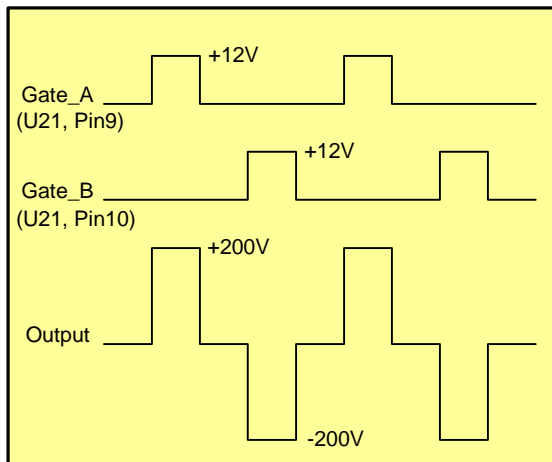 +12V
Gate_A
(U21, Pin9)
+12V
Gate_B
(U21, Pin10)
+200V
Output
-200V